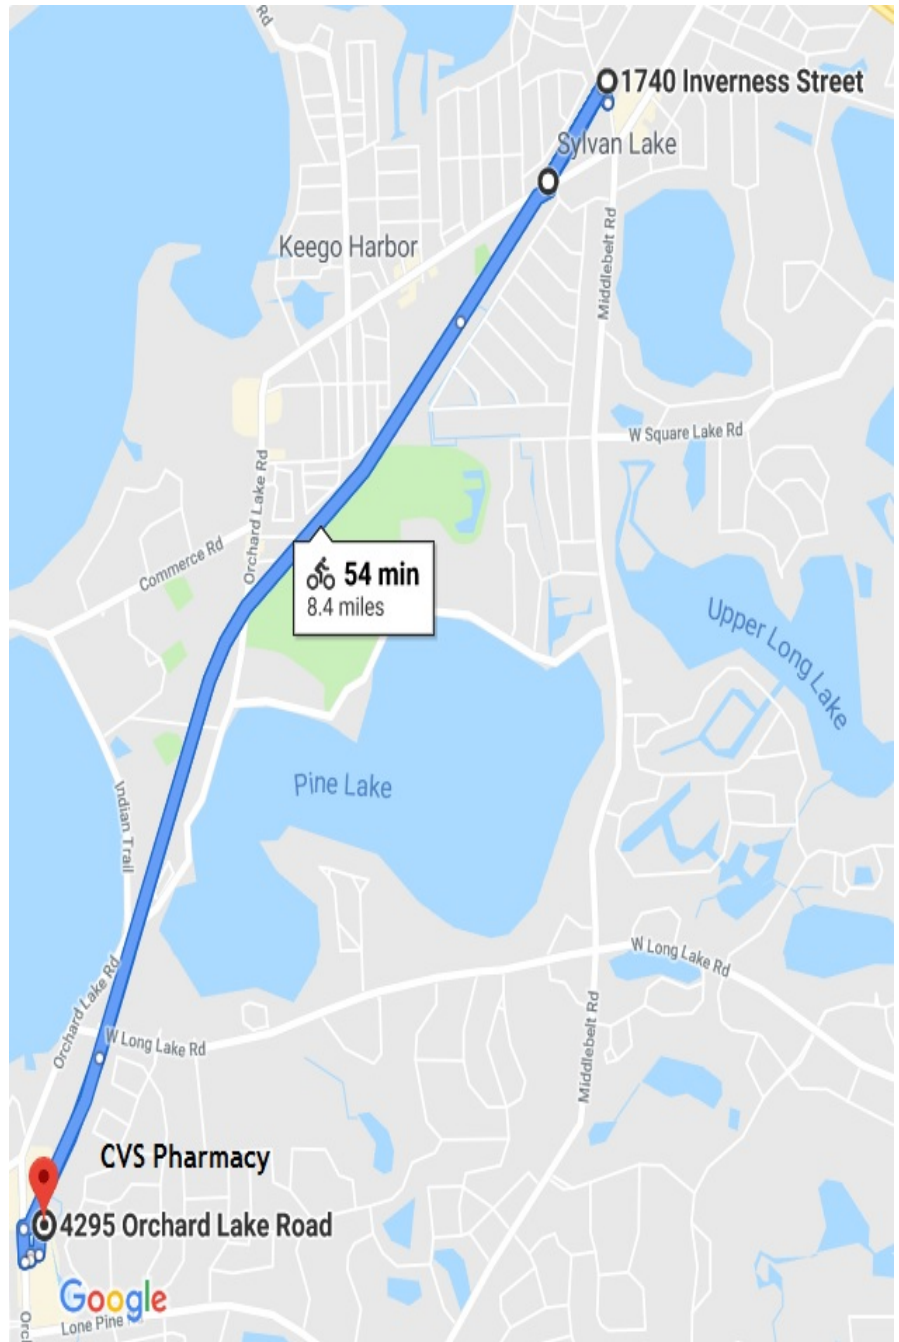 Rd
1740 Inverness Street
Sylvan Lake
Keego Harbor
Middlebelt Rd
W Square Lake Rd
Orchard Lake Rd
Commerce Rd
54 min
8.4 miles
Upper Long Lake
Pine Lake
Indian Trail
W Long Lake Rd
Orchard Lake Rd
W Long Lake Rd
Middlebelt Rd
CVS Pharmacy
4295 Orchard Lake Road
Google
Lone Pine